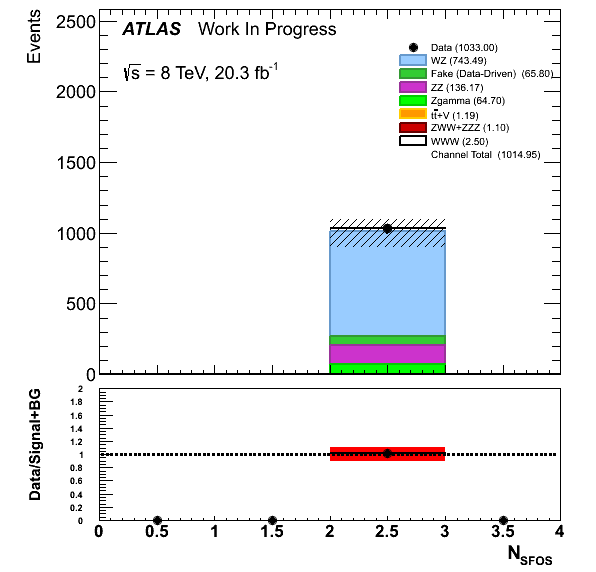 Events
2500
2000
1500
1000
500
0
ATLAS Work In Progress
√s = 8 TeV, 20.3 fb-1
Data (1033.00)
WZ (743.49)
Fake (Data-Driven) (65.80)
ZZ (136.17)
Zgamma (64.70)
tt̄+V (1.19)
ZWW+ZZZ (1.10)
WWW (2.50)
Channel Total (1014.95)
Data/Signal+BG
2
1.8
1.6
1.4
1.2
1
0.8
0.6
0.4
0.2
0
0 0.5 1 1.5 2 2.5 3 3.5 4
NSFOS